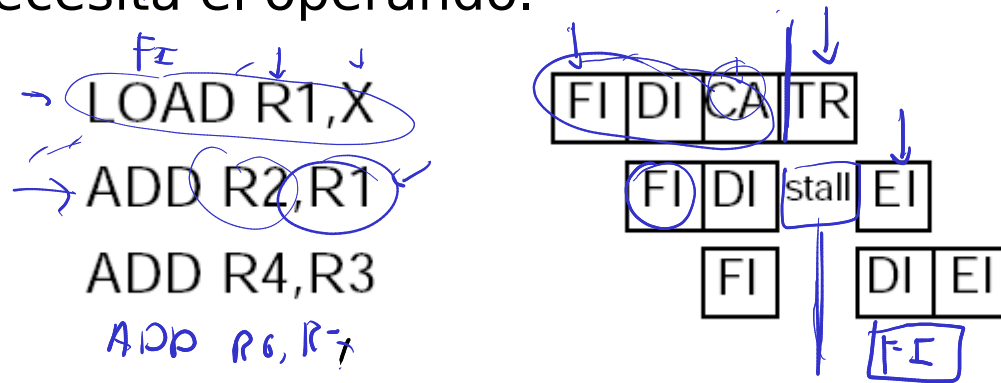 ecesita el operando.
FI
LOAD R1,X FI DI CA TR
ADD R2,R1 FI DI stall EI
ADD R4,R3 FI DI EI
ADD R6, R7 FI